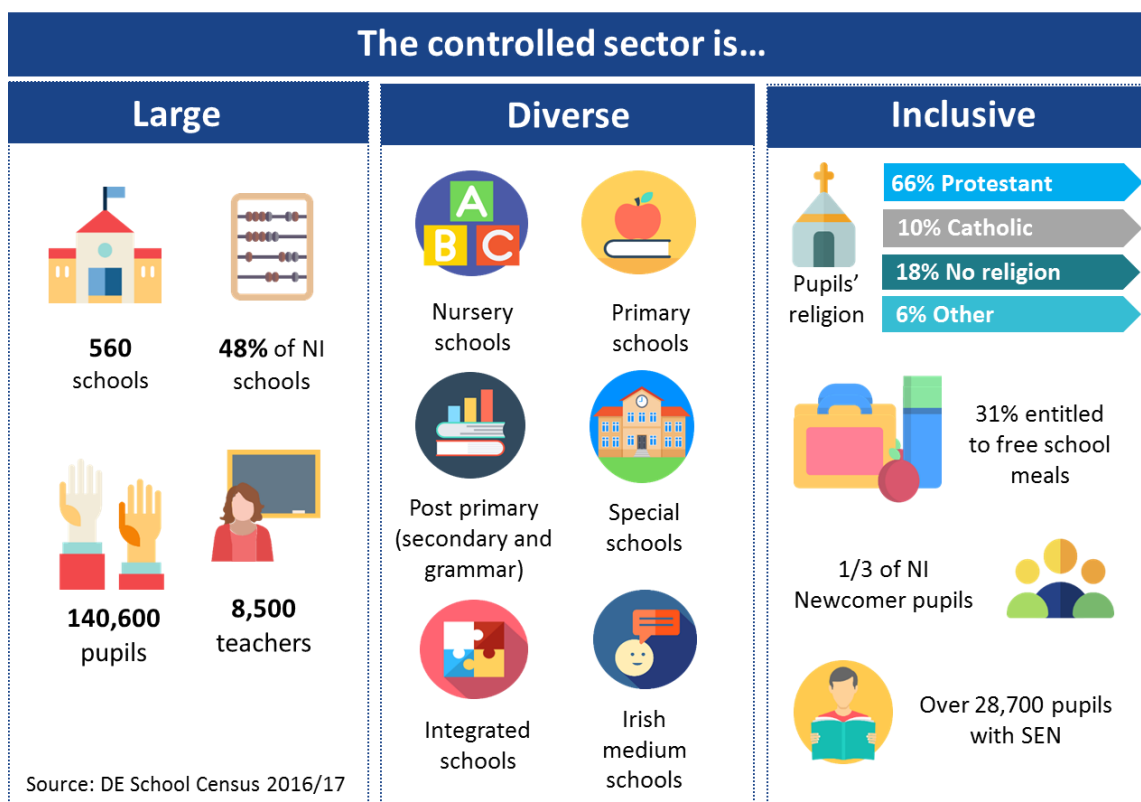 The controlled sector is…
Large
560
schools
48% of NI
schools
140,600
pupils
8,500
teachers
Source: DE School Census 2016/17
Diverse
A
B C
Nursery
schools
Primary
schools
Post primary
(secondary and
grammar)
Special
schools
Integrated
schools
Irish
medium
schools
Inclusive
Pupils’
religion
66% Protestant
10% Catholic
18% No religion
6% Other
31% entitled
to free school
meals
1/3 of NI
Newcomer pupils
Over 28,700 pupils
with SEN